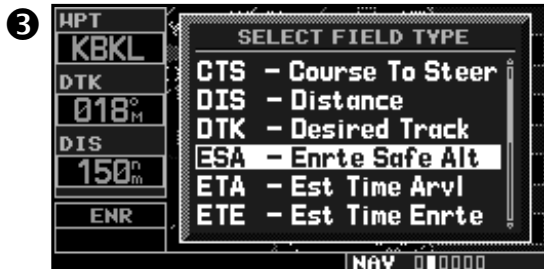 3
WPT
KBKL
DTK
018°M
DIS
150nm
ENR
SELECT FIELD TYPE
CTS – Course To Steer
DIS – Distance
DTK – Desired Track
ESA – Enrte Safe Alt
ETA – Est Time Arvl
ETE – Est Time Enrte
NAV